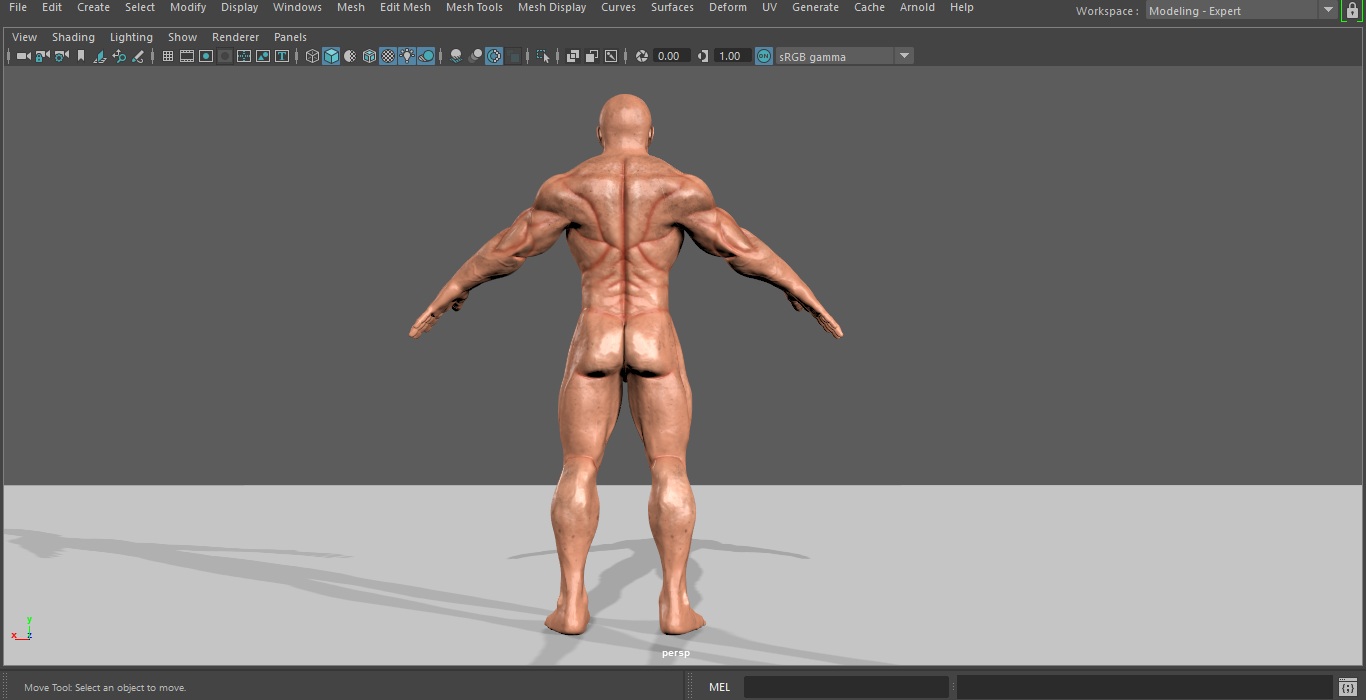 File Edit Create Select Modify Display Windows Mesh Edit Mesh Mesh Tools Mesh Display Curves Surfaces Deform UV Generate Cache Arnold Help Workspace : Modeling - Expert
View Shading Lighting Show Renderer Panels
0.00 1.00 ON sRGB gamma
y
x z
persp
Move Tool: Select an object to move. MEL